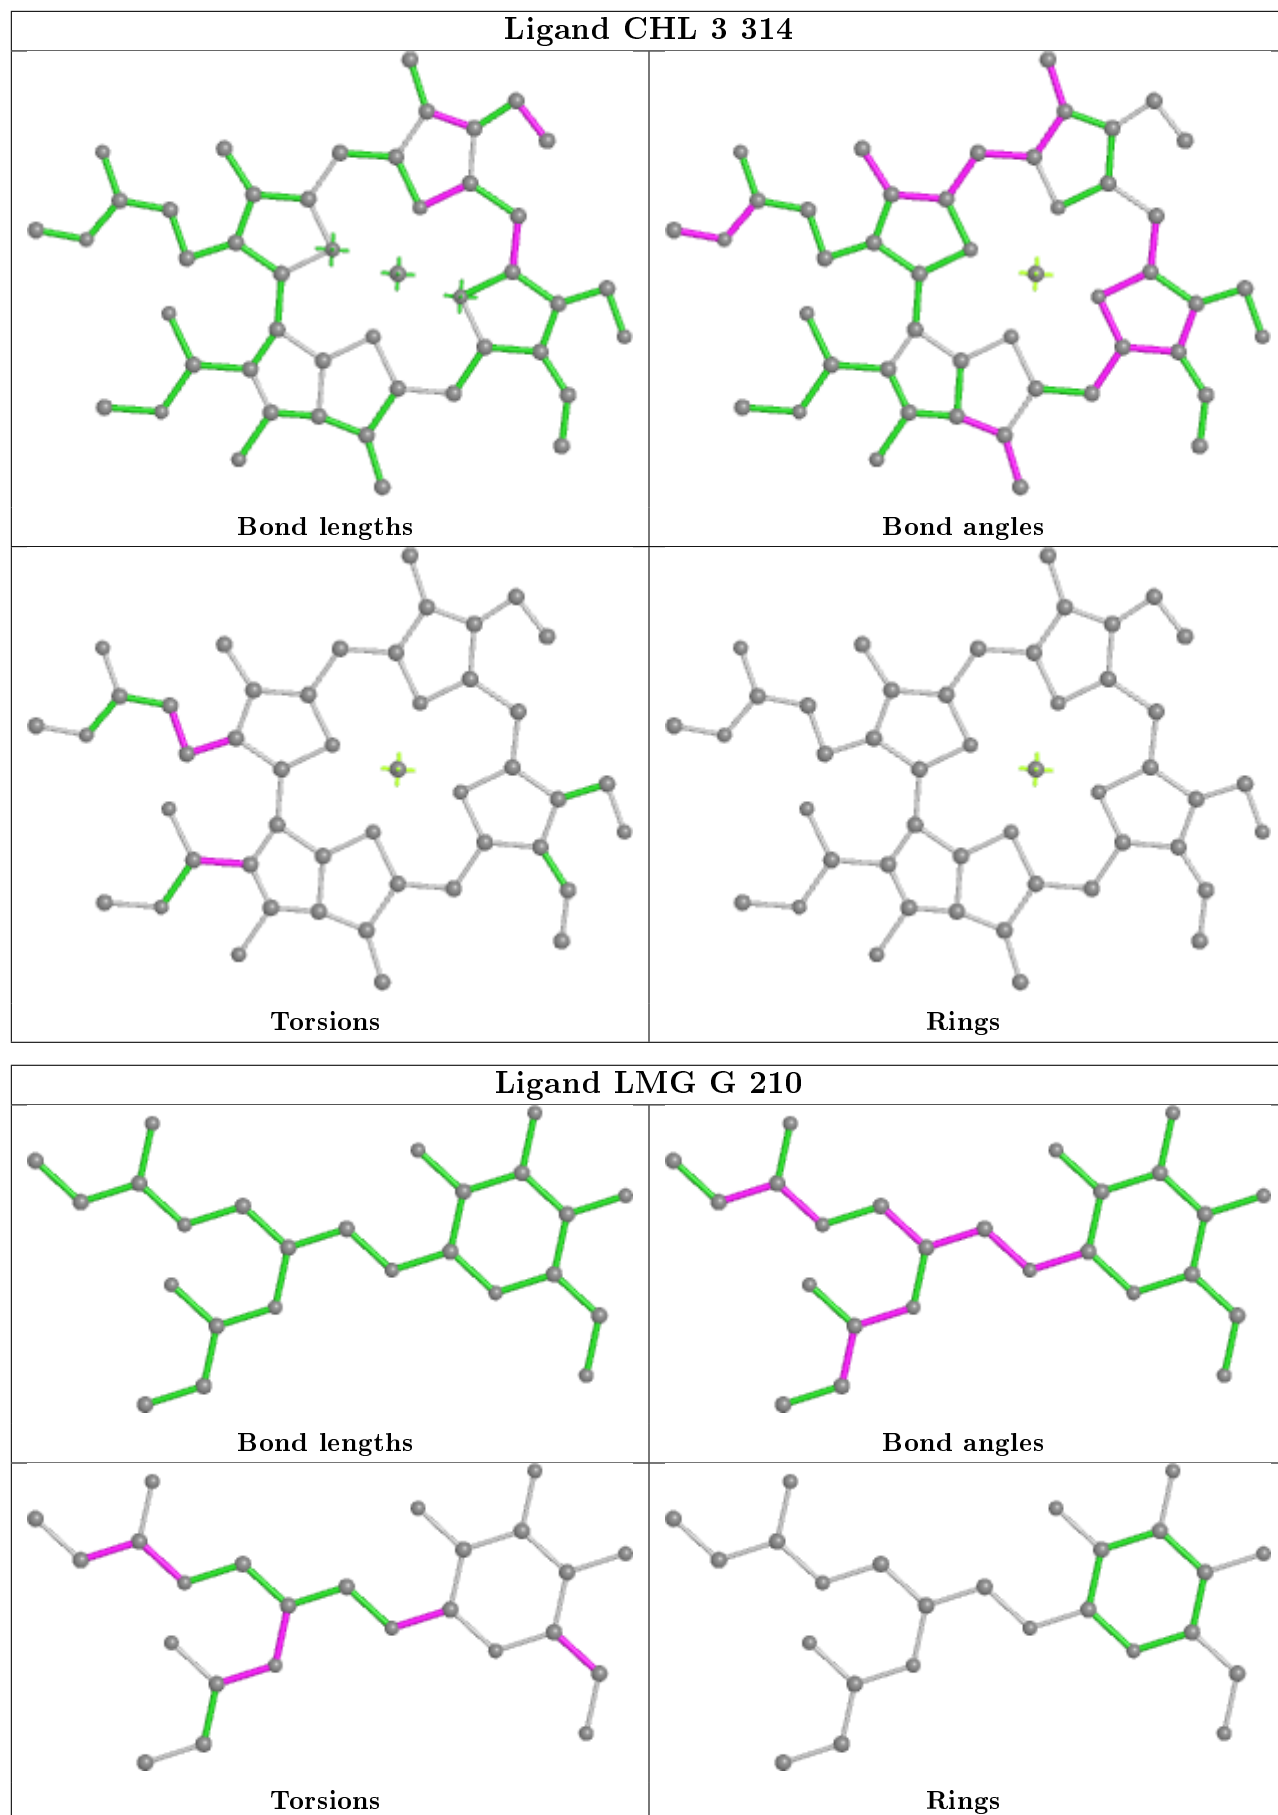 Ligand CHL 3 314
Bond lengths
Bond angles
Torsions
Rings
Ligand LMG G 210
Bond lengths
Bond angles
Torsions
Rings